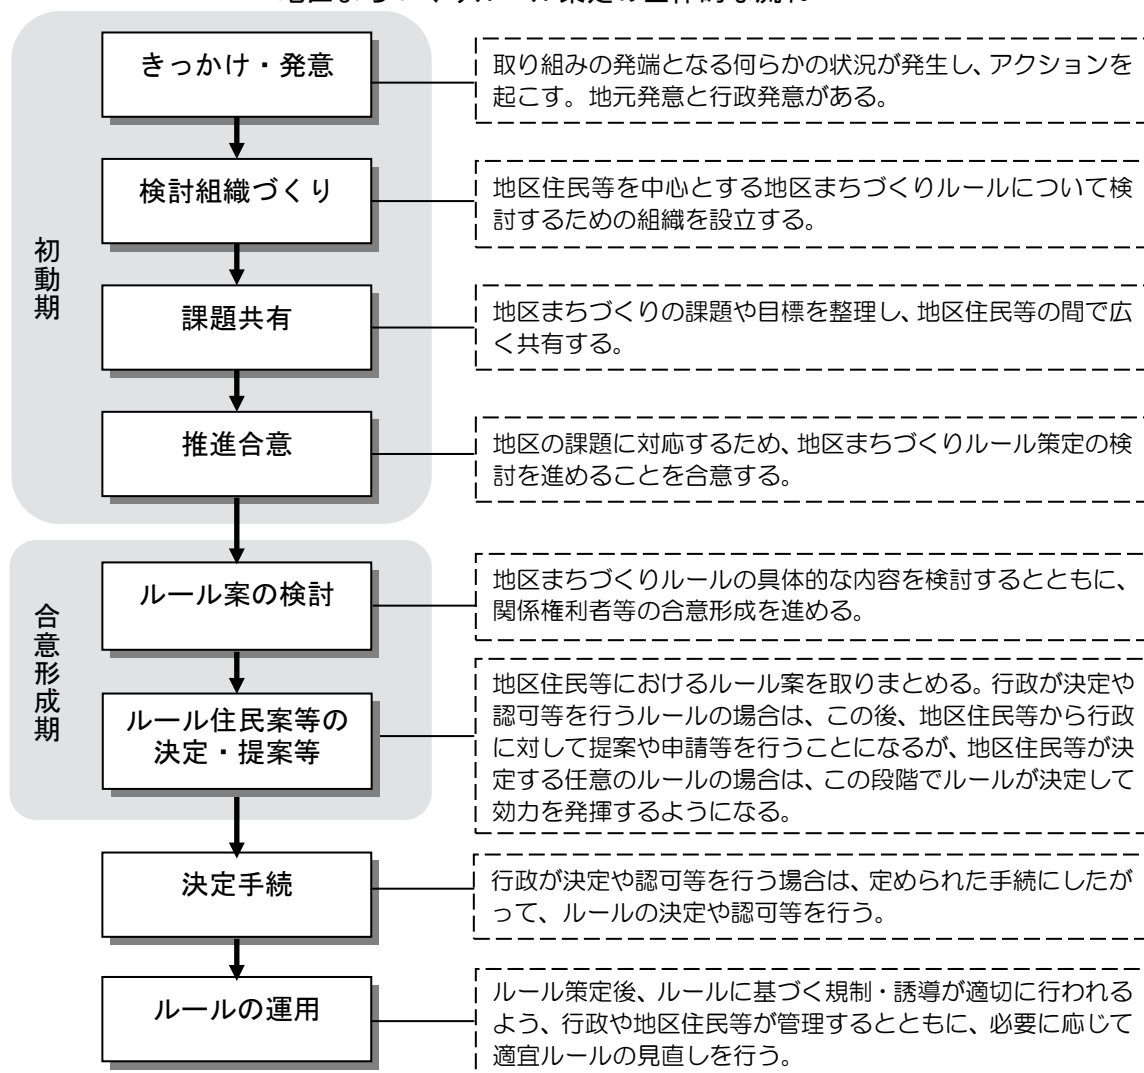 きっかけ・発意
取り組みの発端となる何らかの状況が発生し、アクションを
起こす。地元発意と行政発意がある。
検討組織づくり
地区住民等を中心とする地区まちづくりルールについて検
討するための組織を設立する。
初動期
課題共有
地区まちづくりの課題や目標を整理し、地区住民等の間で広
く共有する。
推進合意
地区の課題に対応するため、地区まちづくりルール策定の検
討を進めることを合意する。
ルール案の検討
地区まちづくりルールの具体的な内容を検討するとともに、
関係権利者等の合意形成を進める。
合意形成期
ルール住民案等の
決定・提案等
地区住民等におけるルール案を取りまとめる。行政が決定や
認可等を行うルールの場合は、この後、地区住民等から行政
に対して提案や申請等を行うことになるが、地区住民等が決
定する任意のルールの場合は、この段階でルールが決定して
効力を発揮するようになる。
決定手続
行政が決定や認可等を行う場合は、定められた手続にしたが
って、ルールの決定や認可等を行う。
ルールの運用
ルール策定後、ルールに基づく規制・誘導が適切に行われる
よう、行政や地区住民等が管理するとともに、必要に応じて
適宜ルールの見直しを行う。